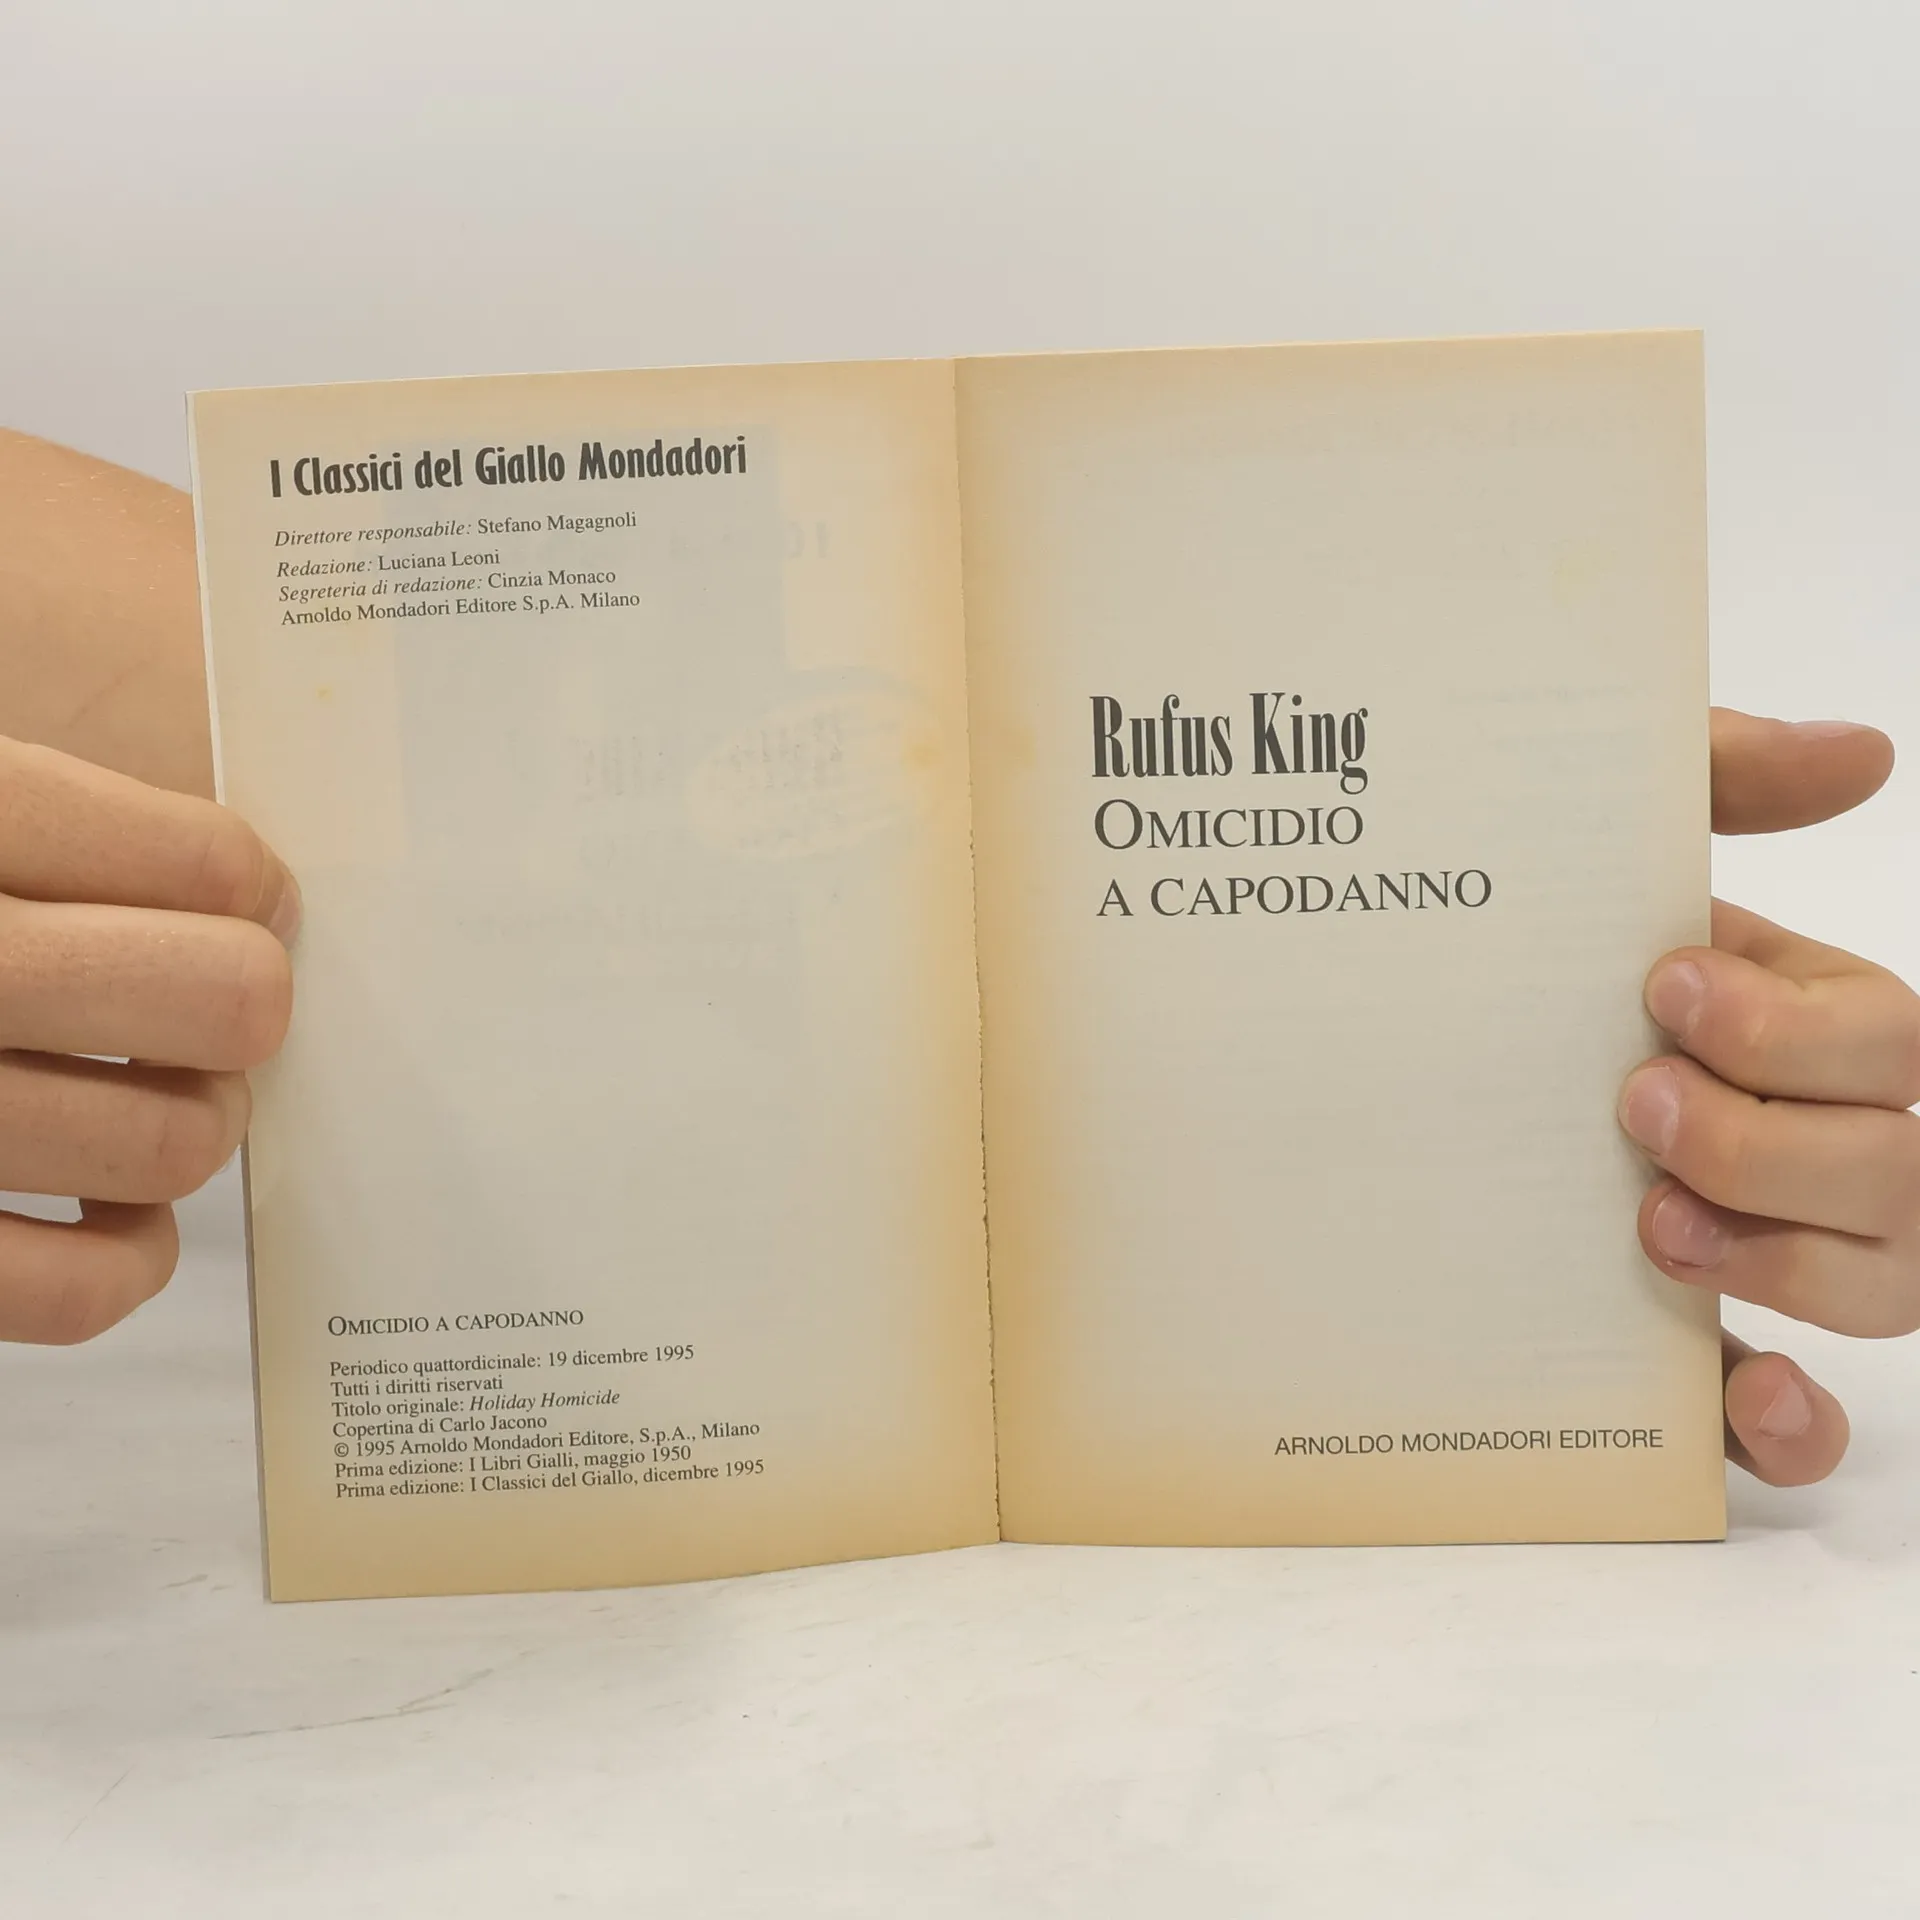 I Classici del Giallo Mondadori
Direttore responsabile: Stefano Magagnoli
Redazione: Luciana Leoni
Segreteria di redazione: Cinzia Monaco
Arnoldo Mondadori Editore S.p.A. Milano
OMICIDIO A CAPODANNO
Periodico quattordicinale: 19 dicembre 1995
Tutti i diritti riservati
Titolo originale: Holiday Homicide
Copertina di Carlo Jacono
© 1995 Arnoldo Mondadori Editore, S.p.A., Milano
Prima edizione: I Libri Gialli, maggio 1950
Prima edizione: I Classici del Giallo, dicembre 1995
Rufus King
OMICIDIO
A CAPODANNO
ARNOLDO MONDADORI EDITORE